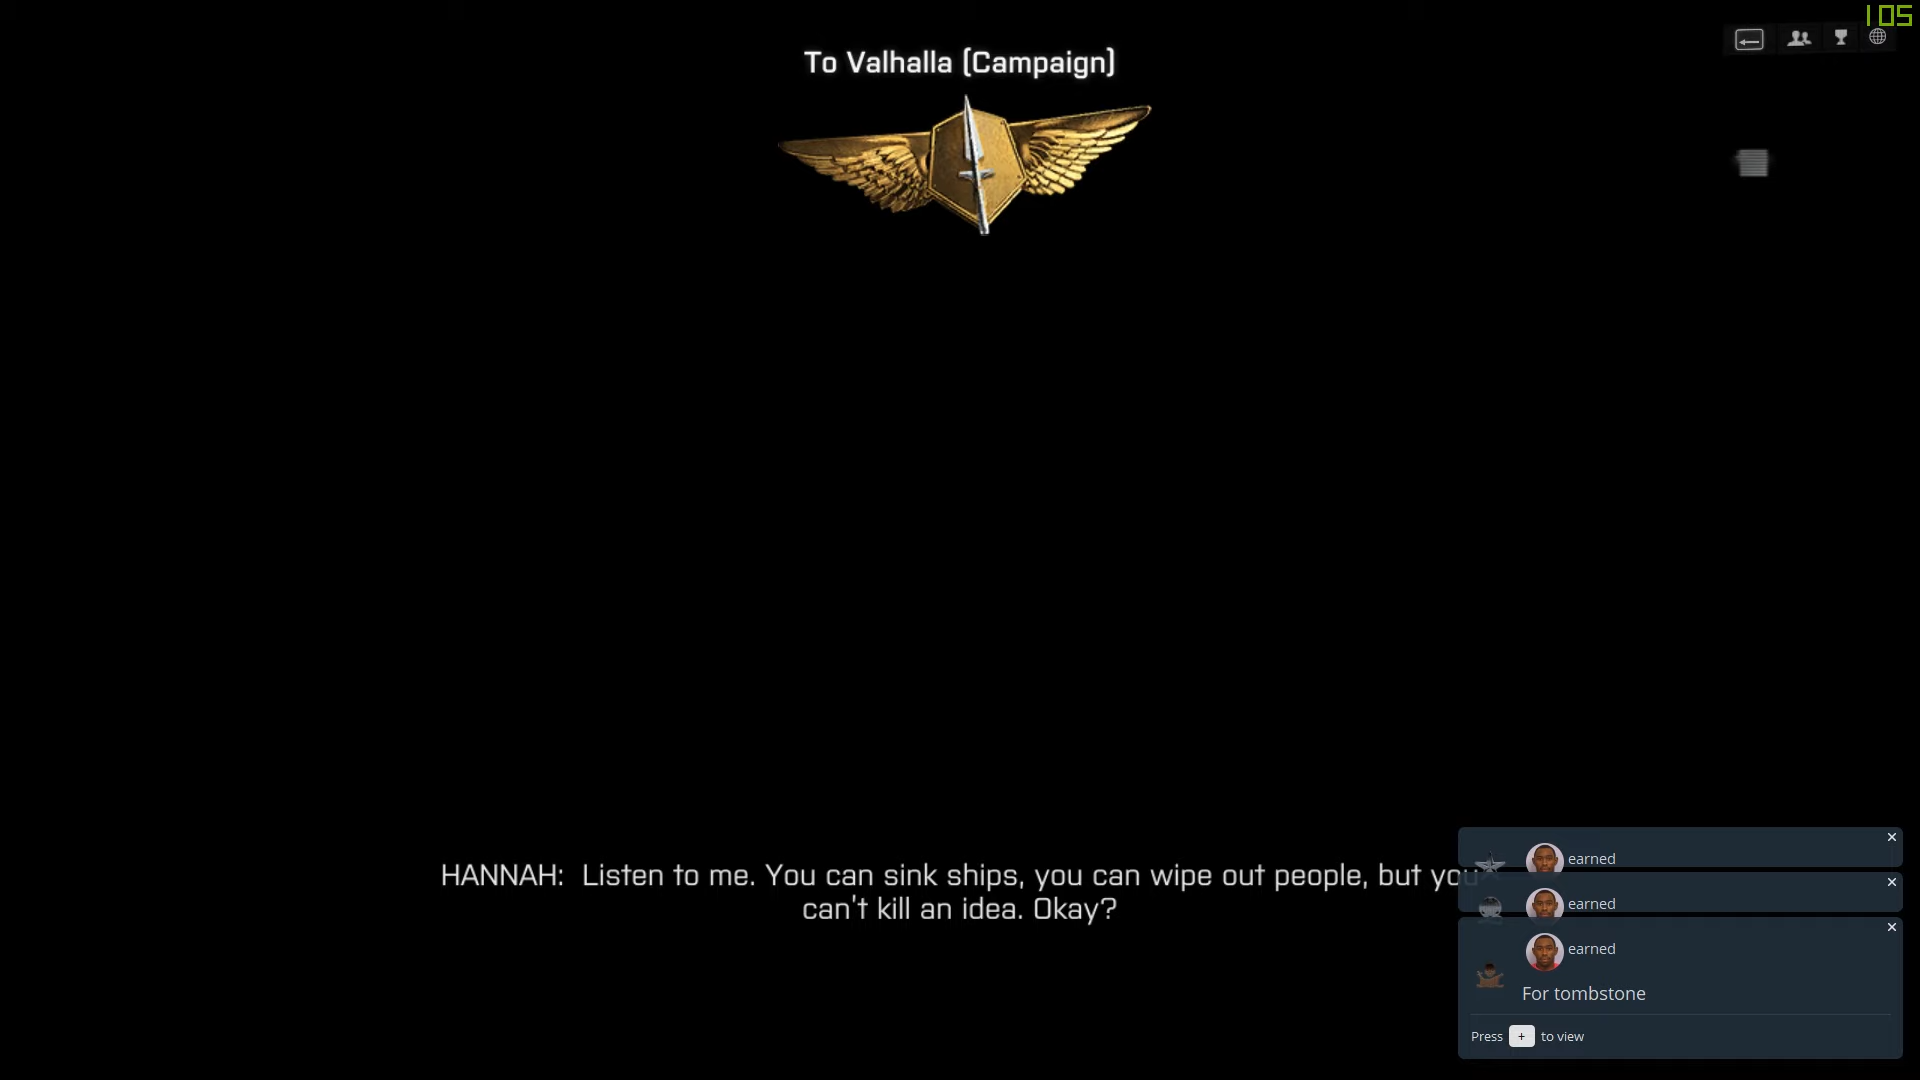 105
To Valhalla (Campaign)
HANNAH: Listen to me. You can sink ships, you can wipe out people, but you
can't kill an idea. Okay?
earned
earned
earned
For tombstone
Press + to view